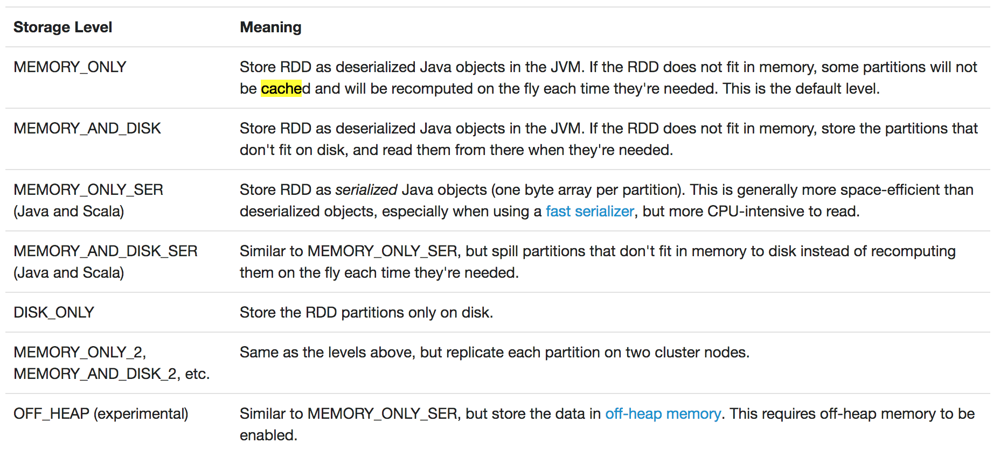 Storage Level Meaning
MEMORY_ONLY Store RDD as deserialized Java objects in the JVM. If the RDD does not fit in memory, some partitions will not
be cached and will be recomputed on the fly each time they're needed. This is the default level.
MEMORY_AND_DISK Store RDD as deserialized Java objects in the JVM. If the RDD does not fit in memory, store the partitions that
don't fit on disk, and read them from there when they're needed.
MEMORY_ONLY_SER Store RDD as serialized Java objects (one byte array per partition). This is generally more space-efficient than
(Java and Scala) deserialized objects, especially when using a fast serializer, but more CPU-intensive to read.
MEMORY_AND_DISK_SER Similar to MEMORY_ONLY_SER, but spill partitions that don't fit in memory to disk instead of recomputing
(Java and Scala) them on the fly each time they're needed.
DISK_ONLY Store the RDD partitions only on disk.
MEMORY_ONLY_2, Same as the levels above, but replicate each partition on two cluster nodes.
MEMORY_AND_DISK_2, etc.
OFF_HEAP (experimental) Similar to MEMORY_ONLY_SER, but store the data in off-heap memory. This requires off-heap memory to be
enabled.